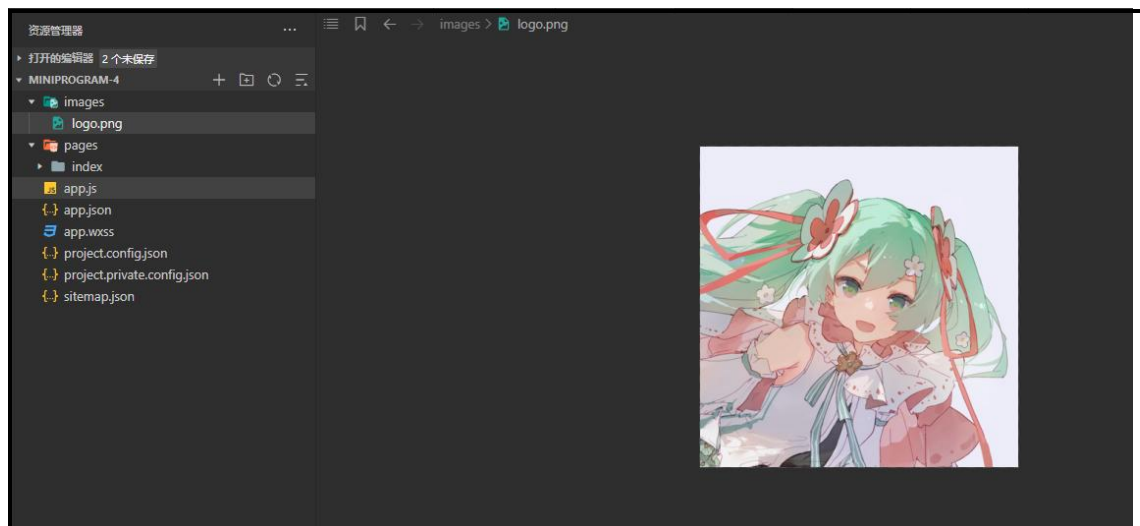 资源管理器 ...
images > logo.png
打开的编辑器 2 个未保存
MINIPROGRAM-4
images
logo.png
pages
index
JS app.js
{..} app.json
app.wxss
{..} project.config.json
{..} project.private.config.json
{..} sitemap.json